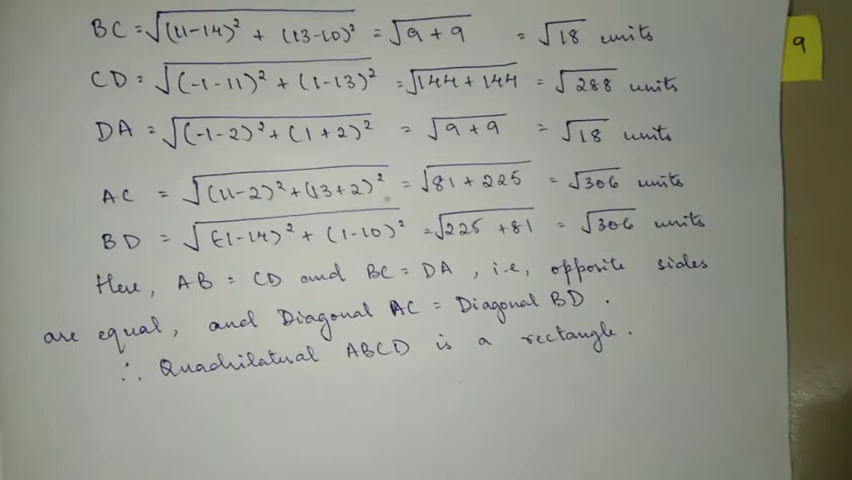 BC = √(11-14)² + (13-10)² = √9+9 = √18 units
9
CD = √(-1-11)² + (1-13)² = √144+144 = √288 units
DA = √(-1-2)² + (1+2)² = √9+9 = √18 units
AC = √(11-2)² + (13+2)² = √81+225 = √306 units
BD = √(-1-14)² + (1-10)² = √225+81 = √306 units
Here, AB = CD and BC = DA, i.e, opposite sides
are equal, and Diagonal AC = Diagonal BD.
∴ Quadrilateral ABCD is a rectangle.